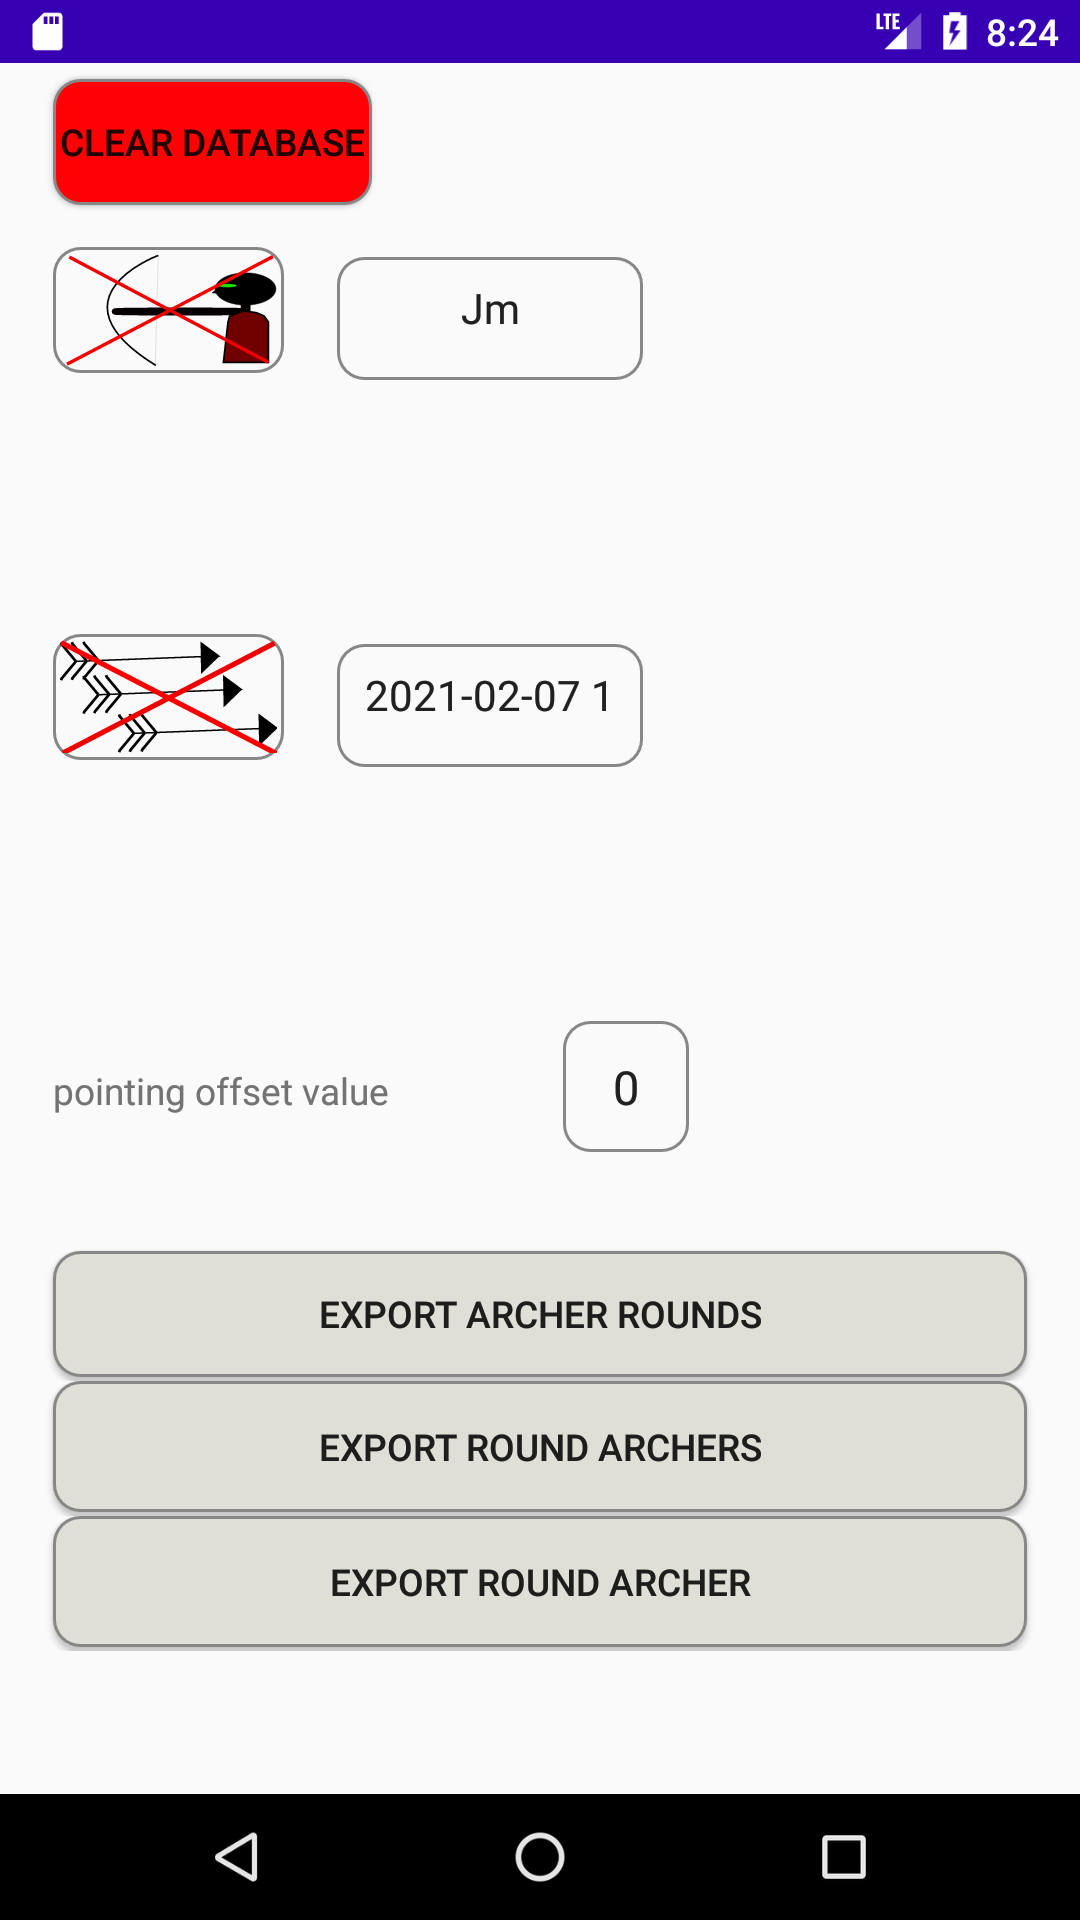 LTE 8:24
CLEAR DATABASE
Jm
2021-02-07 1
pointing offset value 0
EXPORT ARCHER ROUNDS
EXPORT ROUND ARCHERS
EXPORT ROUND ARCHER